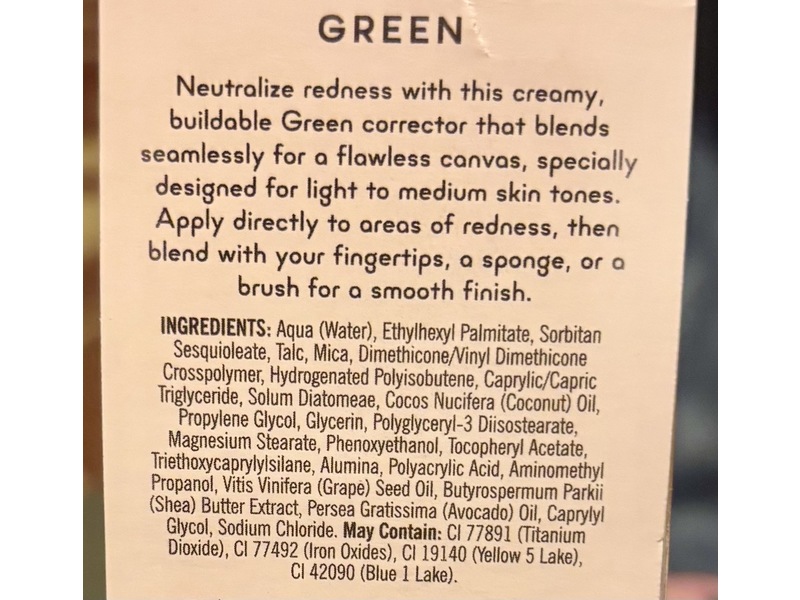 GREEN
Neutralize redness with this creamy,
buildable Green corrector that blends
seamlessly for a flawless canvas, specially
designed for light to medium skin tones.
Apply directly to areas of redness, then
blend with your fingertips, a sponge, or a
brush for a smooth finish.
INGREDIENTS: Aqua (Water), Ethylhexyl Palmitate, Sorbitan
Sesquioleate, Talc, Mica, Dimethicone/Vinyl Dimethicone
Crosspolymer, Hydrogenated Polyisobutene, Caprylic/Capric
Triglyceride, Solum Diatomeae, Cocos Nucifera (Coconut) Oil,
Propylene Glycol, Glycerin, Polyglyceryl-3 Diisostearate,
Magnesium Stearate, Phenoxyethanol, Tocopheryl Acetate,
Triethoxycaprylylsilane, Alumina, Polyacrylic Acid, Aminomethyl
Propanol, Vitis Vinifera (Grape) Seed Oil, Butyrospermum Parkii
(Shea) Butter Extract, Persea Gratissima (Avocado) Oil, Caprylyl
Glycol, Sodium Chloride. May Contain: CI 77891 (Titanium
Dioxide), CI 77492 (Iron Oxides), CI 19140 (Yellow 5 Lake),
CI 42090 (Blue 1 Lake).